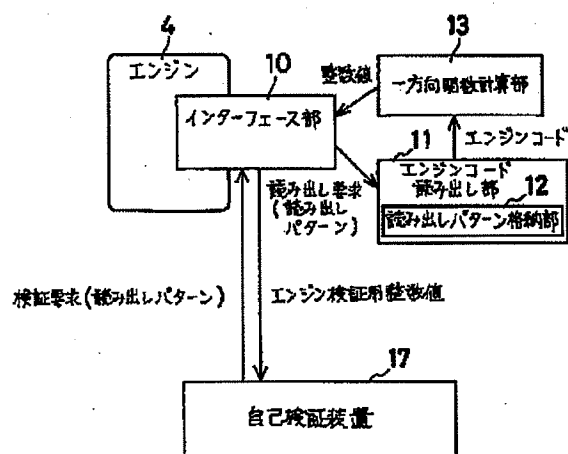 4
エンジン
10
インターフェース部
整数値
13
一方向関数計算部
エンジンコード
11
エンジンコード
読み出し部
12
読み出しパターン格納部
読み出し要求
(読み出し
パターン)
検証要求(読み出しパターン)
エンジン検証用整数値
17
自己検証装置